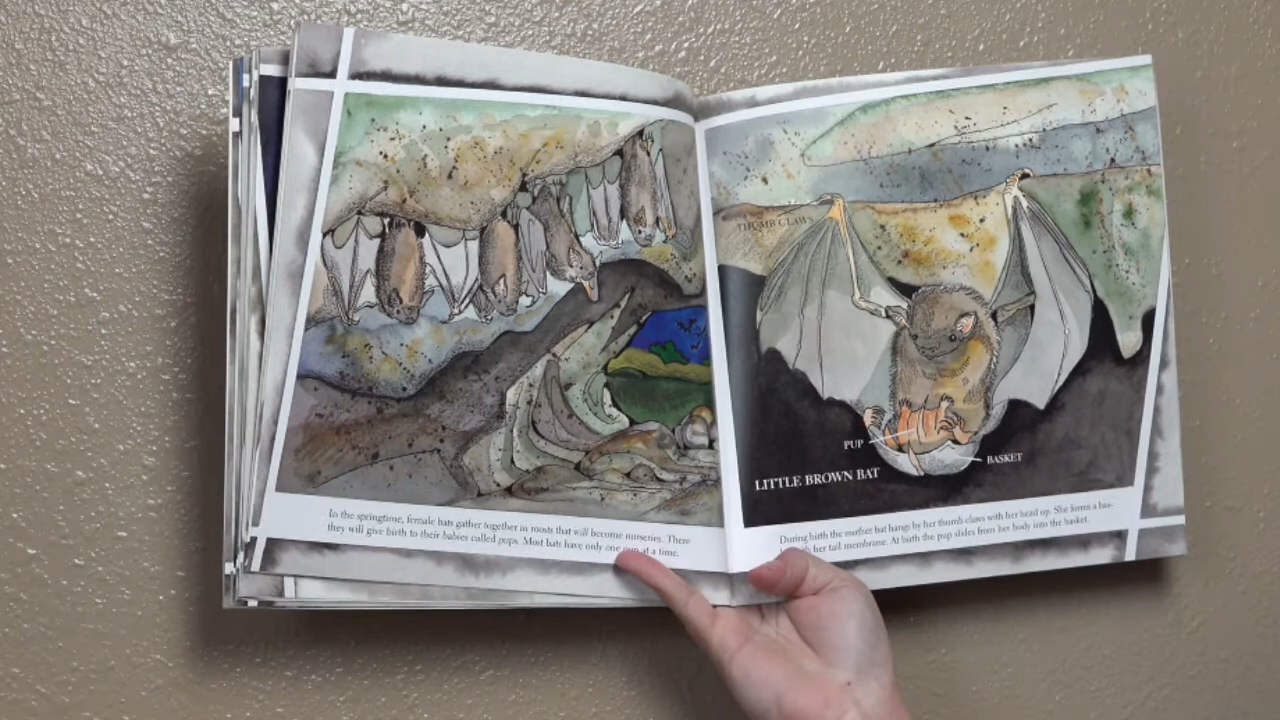 In the springtime, female bats gather together in roosts that will become nurseries. There
they will give birth to their babies called pups. Most bats have only one at a time.
THUMB CLAWS
PUP
BASKET
LITTLE BROWN BAT
During birth the mother bat hangs by her thumb claws with her head up. She forms a bas-
her tail membrane. At birth the pup slides from her body into the basket.